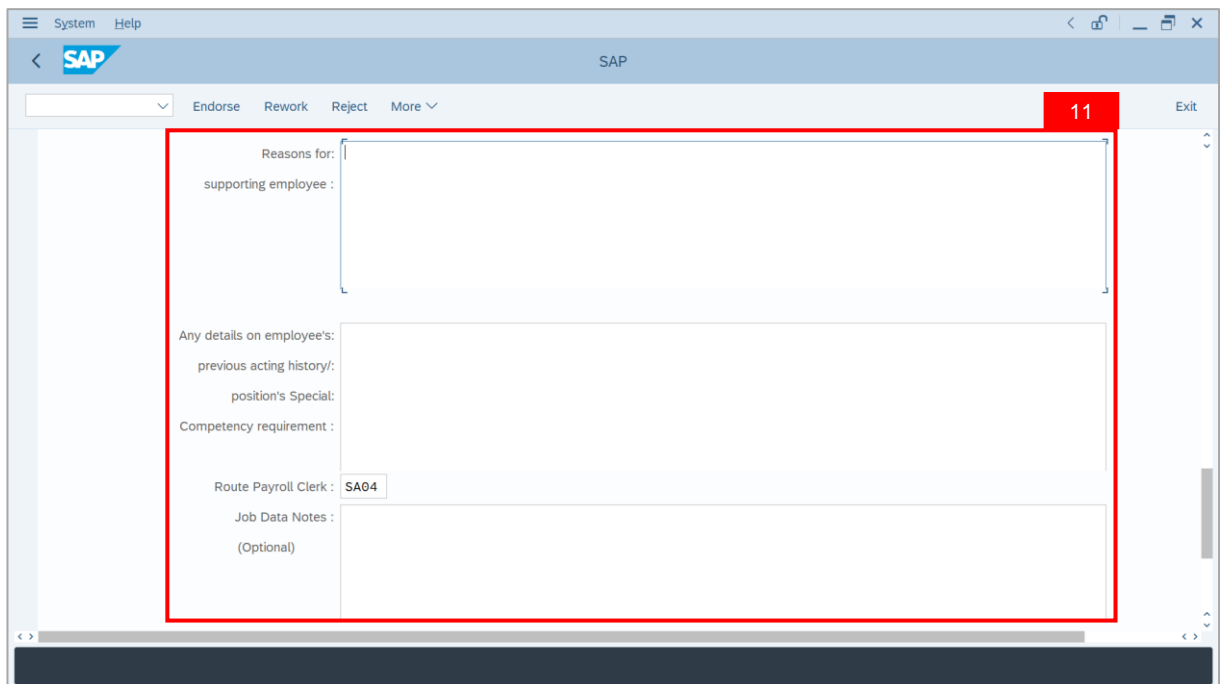 System Help
SAP
SAP
Endorse Rework Reject More Exit
11
Reasons for:
supporting employee :
Any details on employee's:
previous acting history/:
position's Special:
Competency requirement :
Route Payroll Clerk : SA04
Job Data Notes :
(Optional)